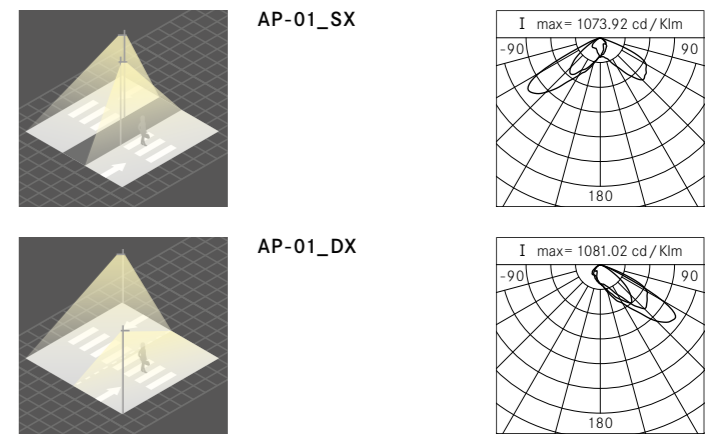 AP-01_SX
I max= 1073.92 cd/Klm
-90 90
180
AP-01_DX
I max= 1081.02 cd/Klm
-90 90
180